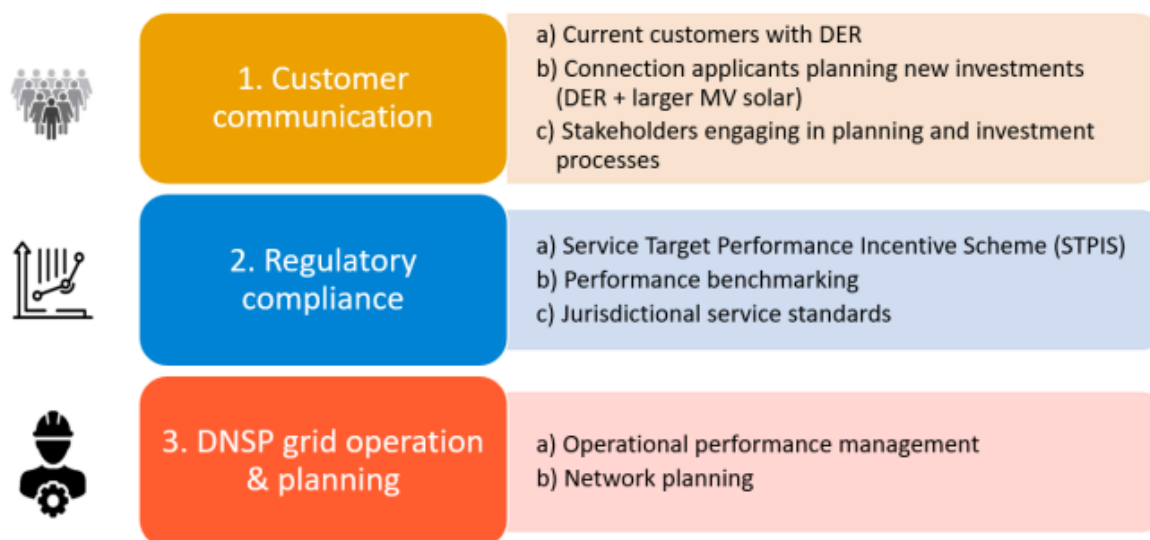 1. Customer
communication
a) Current customers with DER
b) Connection applicants planning new investments
(DER + larger MV solar)
c) Stakeholders engaging in planning and investment
processes
2. Regulatory
compliance
a) Service Target Performance Incentive Scheme (STPIS)
b) Performance benchmarking
c) Jurisdictional service standards
3. DNSP grid operation
& planning
a) Operational performance management
b) Network planning